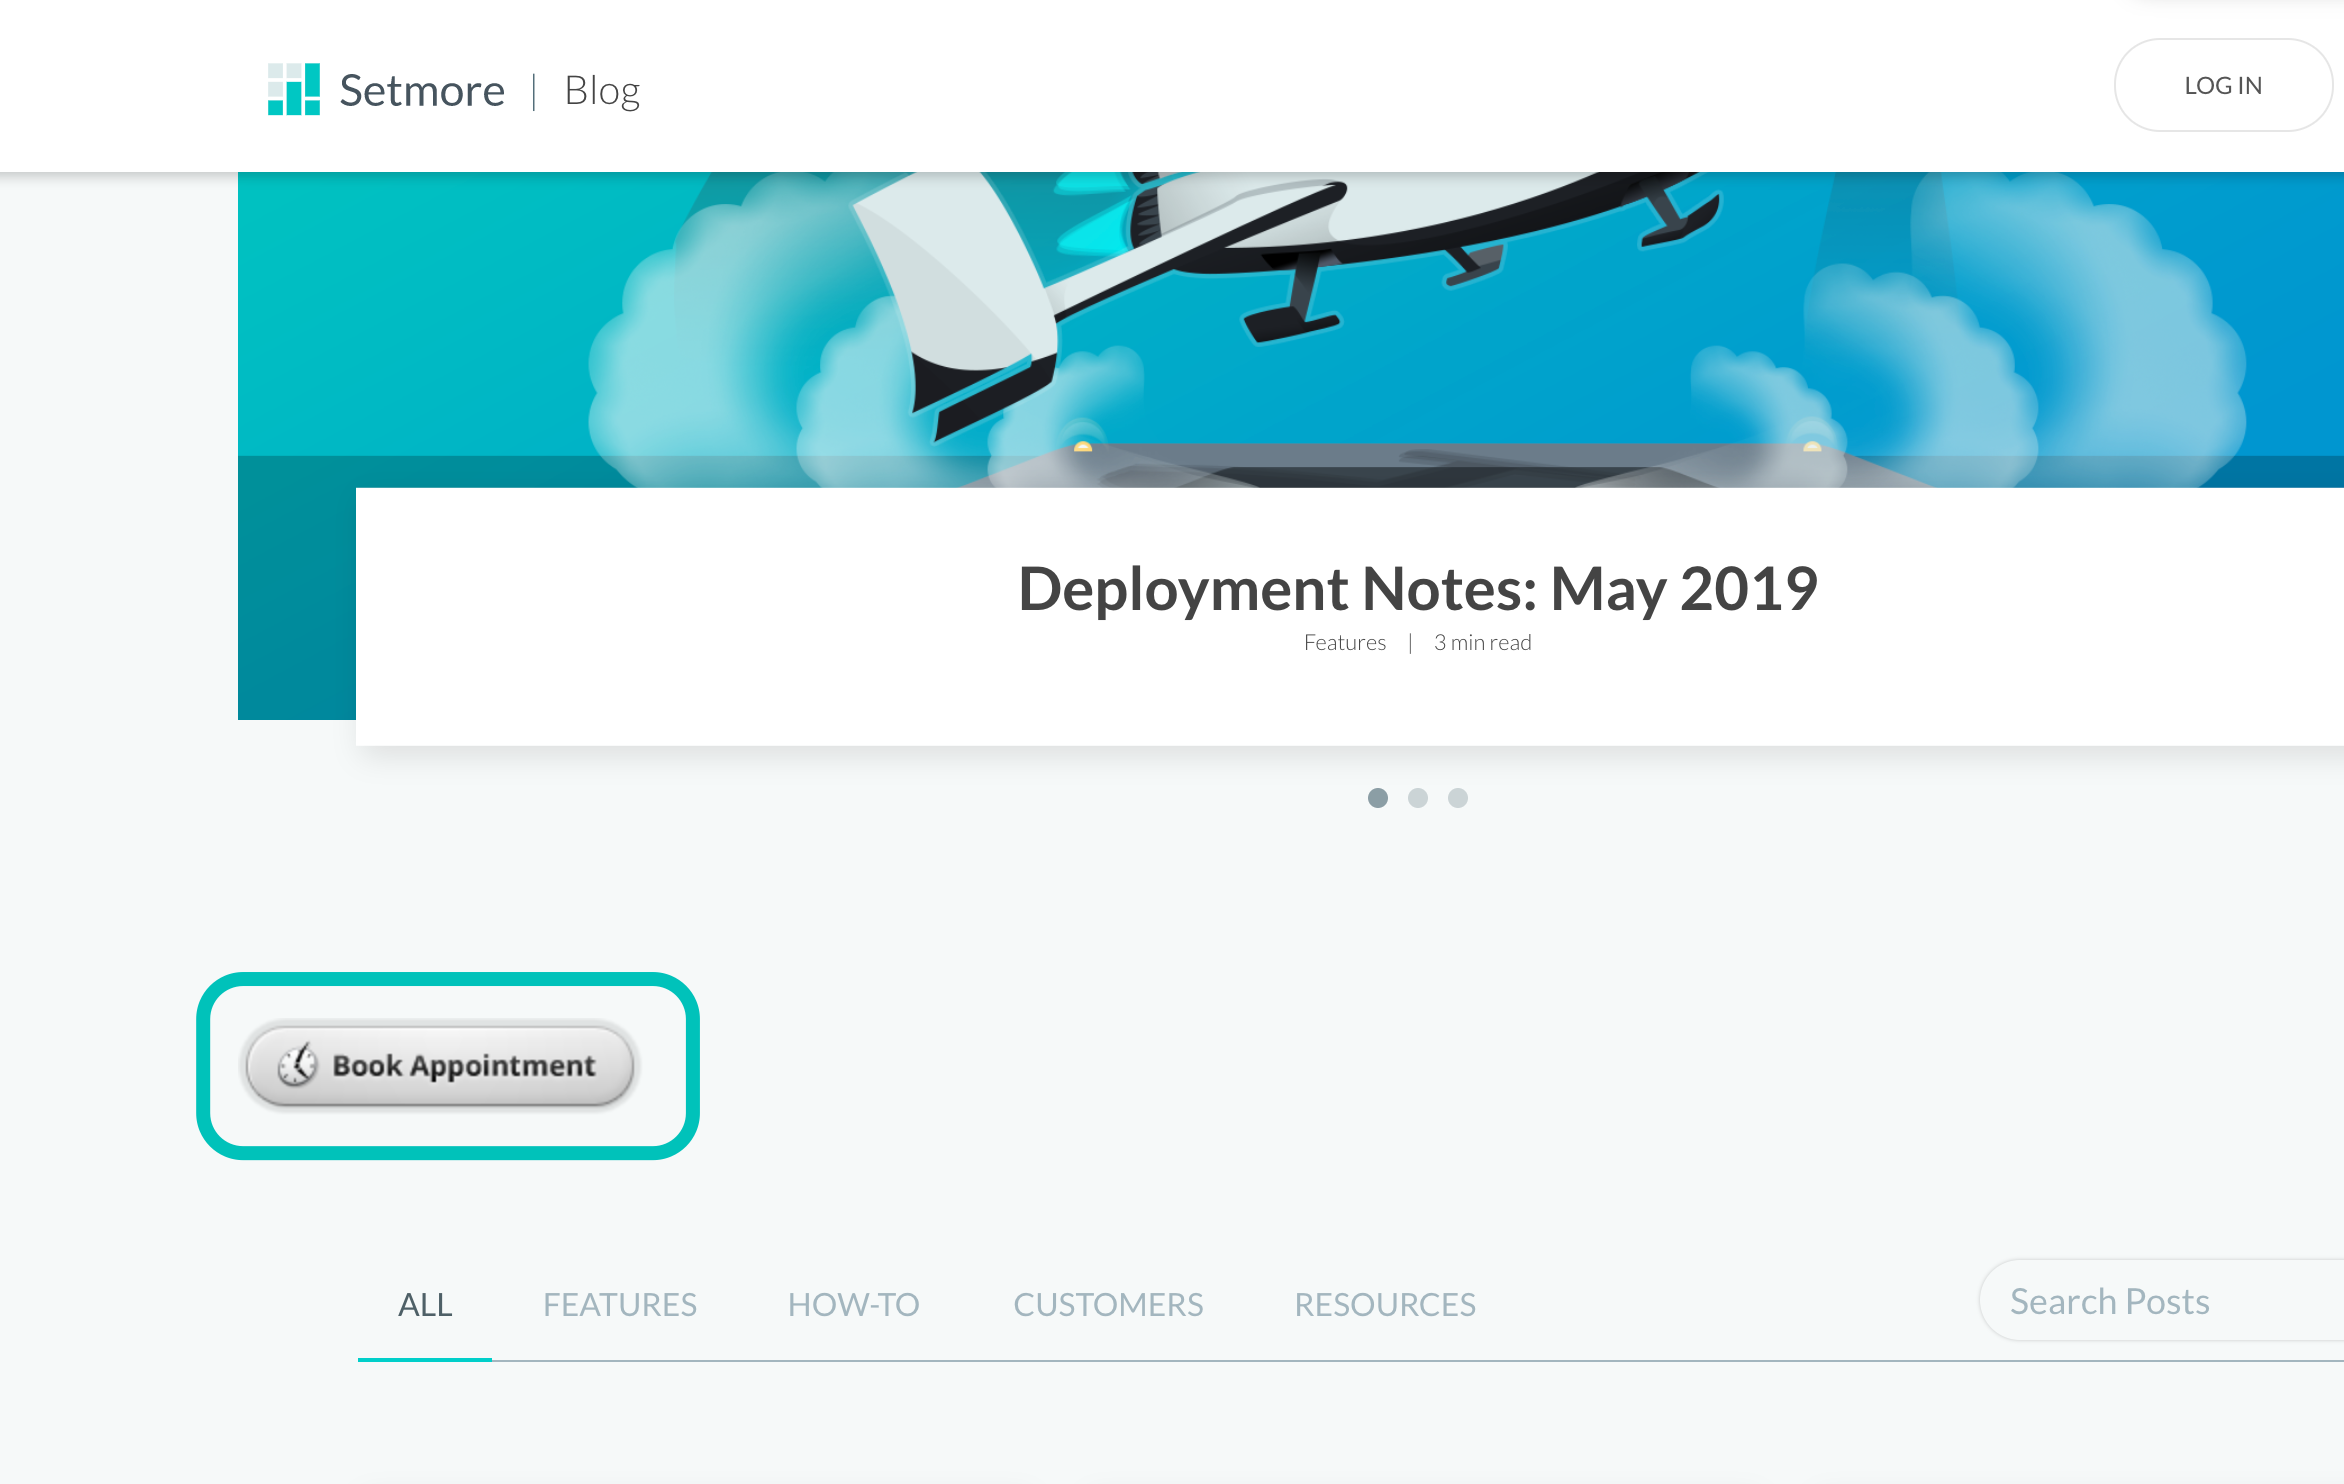 Setmore | Blog
LOG IN
Deployment Notes: May 2019
Features | 3 min read
Book Appointment
ALL FEATURES HOW-TO CUSTOMERS RESOURCES
Search Posts